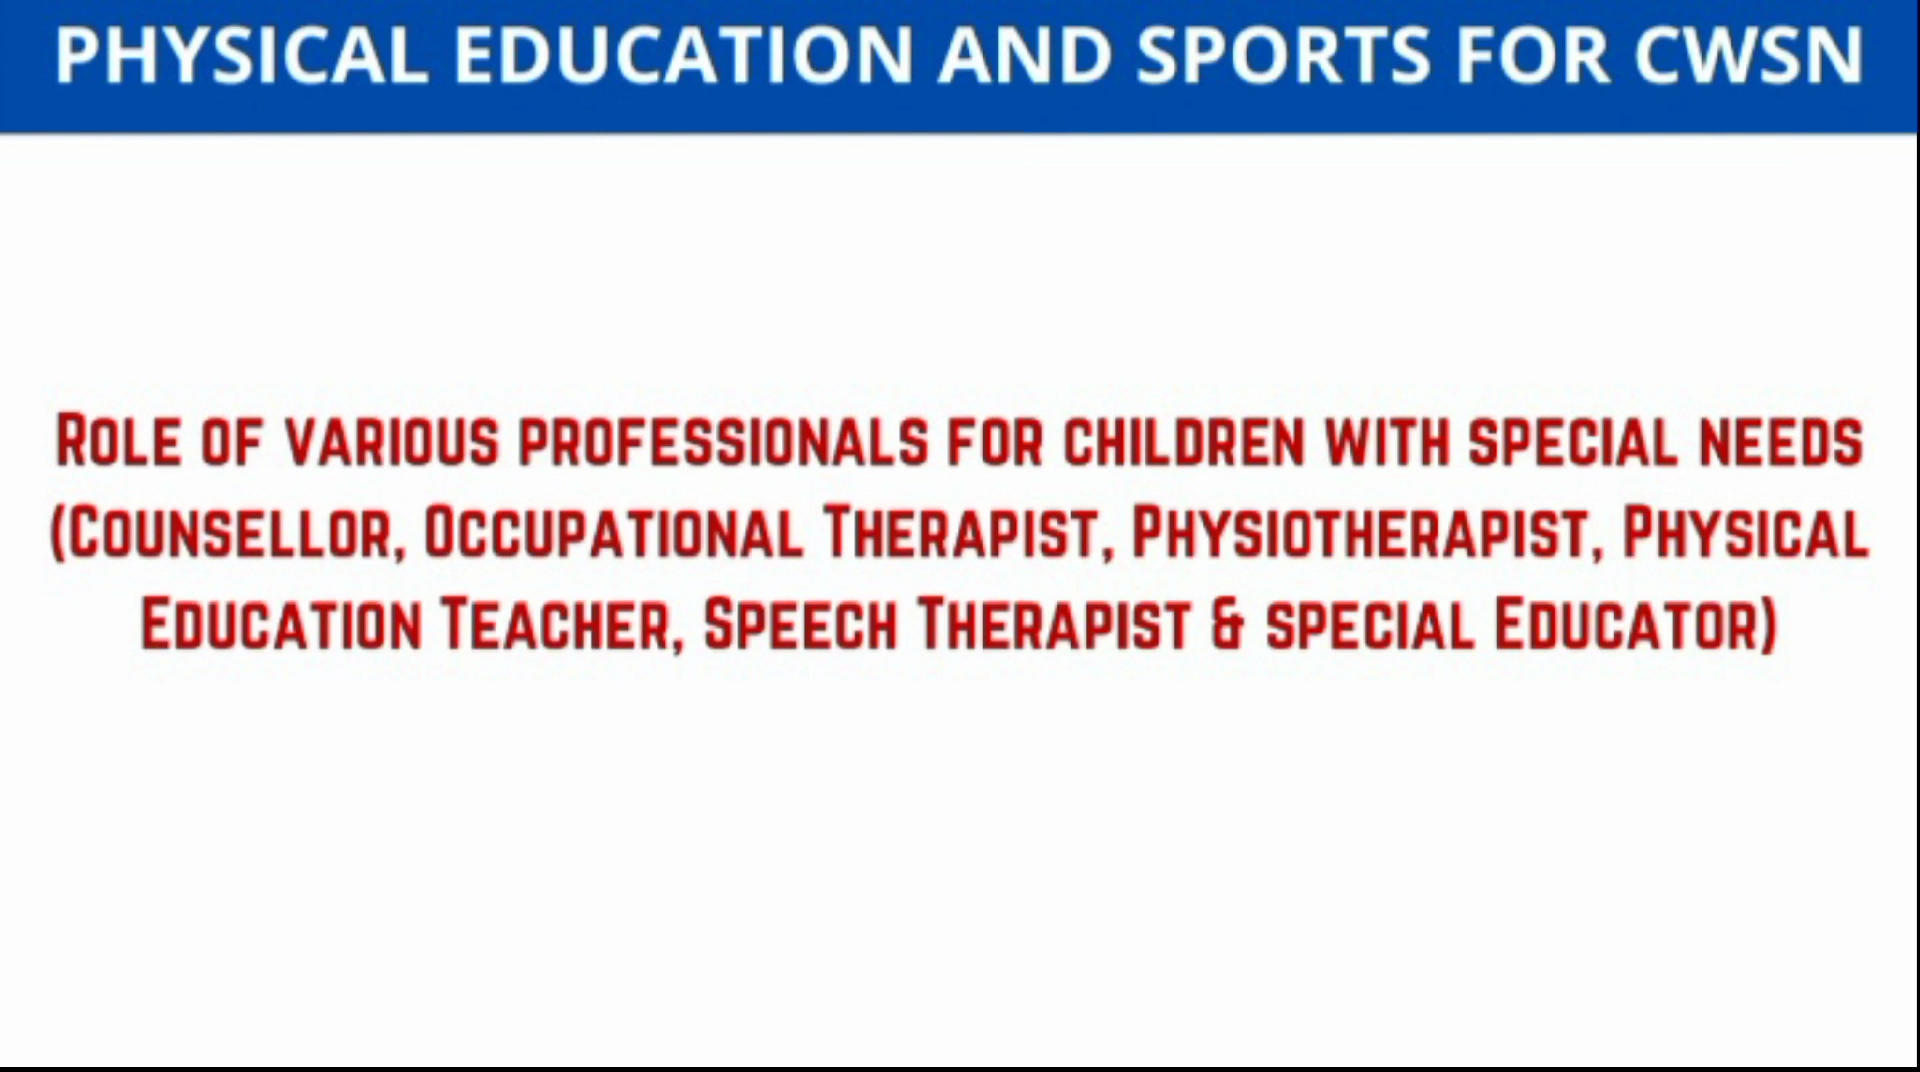 PHYSICAL EDUCATION AND SPORTS FOR CWSN
ROLE OF VARIOUS PROFESSIONALS FOR CHILDREN WITH SPECIAL NEEDS
(COUNSELLOR, OCCUPATIONAL THERAPIST, PHYSIOTHERAPIST, PHYSICAL
EDUCATION TEACHER, SPEECH THERAPIST & SPECIAL EDUCATOR)